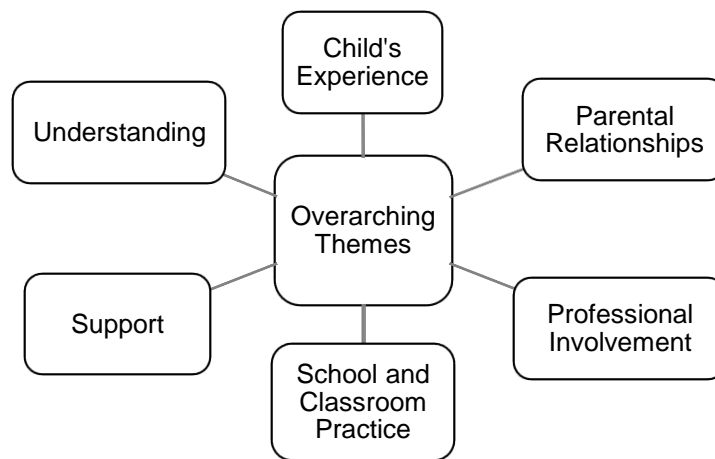 Child's
Experience
Understanding
Parental
Relationships
Overarching
Themes
Support
Professional
Involvement
School and
Classroom
Practice